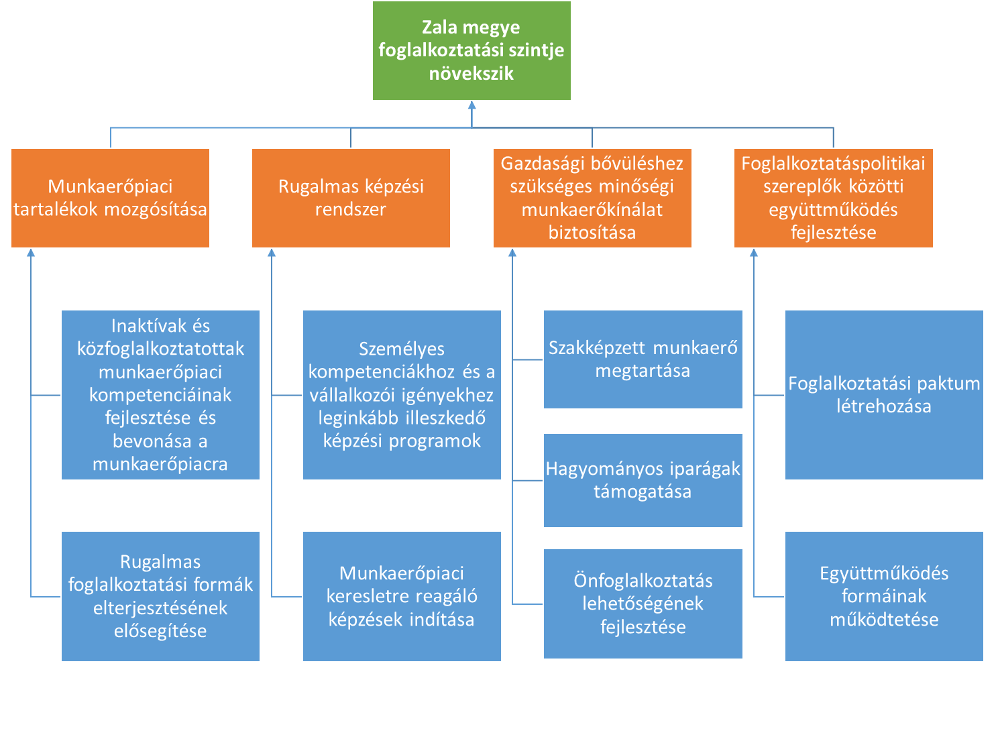 Zala megye
foglalkoztatási szintje
növekszik
Munkaerőpiaci
tartalékok mozgósítása
Rugalmas képzési
rendszer
Gazdasági bővüléshez
szükséges minőségi
munkaerőkínálat
biztosítása
Foglalkoztatáspolitikai
szereplők közötti
együttműködés
fejlesztése
Inaktívak és
közfoglalkoztatottak
munkaerőpiaci
kompetenciáinak
fejlesztése és
bevonása a
munkaerőpiacra
Rugalmas
foglalkoztatási formák
elterjesztésének
elősegítése
Személyes
kompetenciákhoz és a
vállalkozói igényekhez
leginkább illeszkedő
képzési programok
Munkaerőpiaci
keresletre reagáló
képzések indítása
Szakképzett munkaerő
megtartása
Hagyományos iparágak
támogatása
Önfoglalkoztatás
lehetőségének
fejlesztése
Foglalkoztatási paktum
létrehozása
Együttműködés
formáinak
működtetése